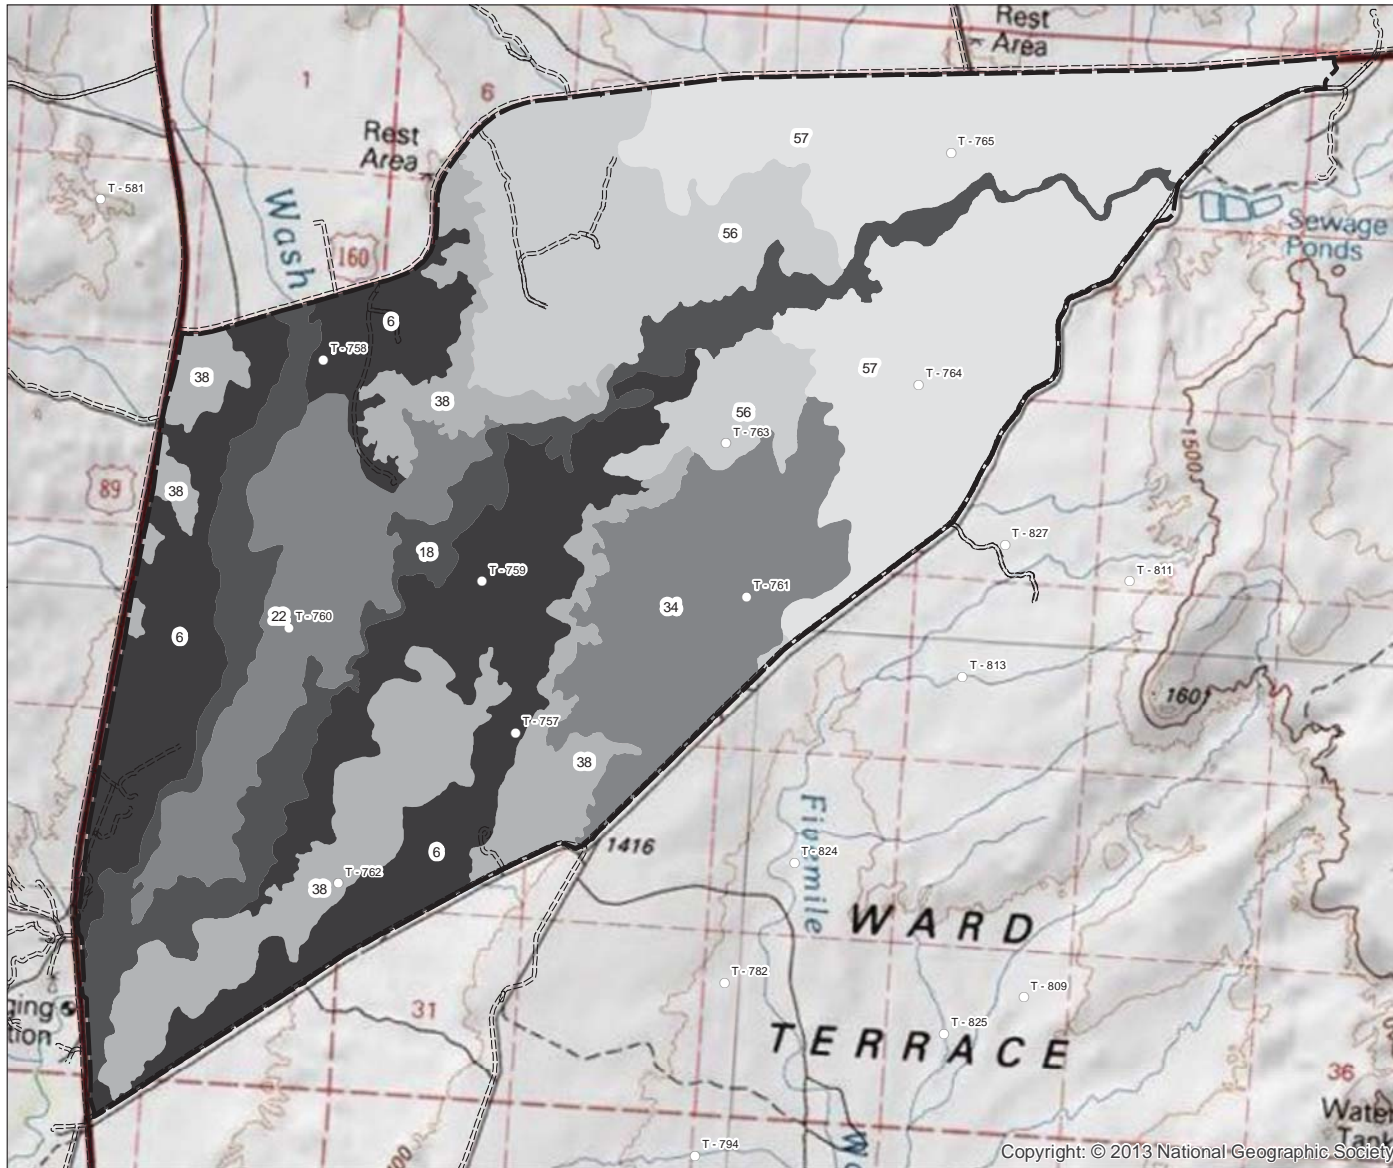 Rest
Area
1
6
57
T - 765
Rest
Area
T - 581
Wash
160
56
Sewage
Ponds
6
T - 758
38
57
T - 764
38
56
T - 763
1500
89
38
T - 827
18
T - 759
T - 811
T - 761
34
22
T - 760
6
T - 813
1601
T - 757
38
1416
6
Fivemile
T - 824
T - 762
38
WARD
T - 782
T - 809
31
T - 825
TERRACE
36
Water
T - 794
Copyright: © 2013 National Geographic Society